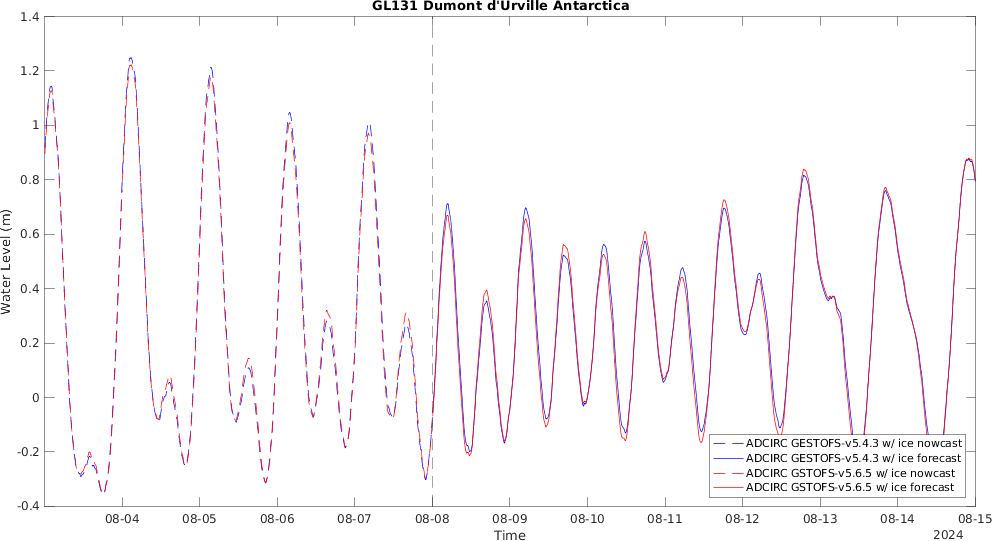 GL131 Dumont d'Urville Antarctica
1.4
1.2
1
0.8
0.6
0.4
0.2
0
-0.2
-0.4
Water Level (m)
ADCIRC GESTOFS-v5.4.3 w/ ice nowcast
ADCIRC GESTOFS-v5.4.3 w/ ice forecast
ADCIRC GSTOFS-v5.6.5 w/ ice nowcast
ADCIRC GSTOFS-v5.6.5 w/ ice forecast
08-04 08-05 08-06 08-07 08-08 08-09 08-10 08-11 08-12 08-13 08-14 08-15
Time
2024